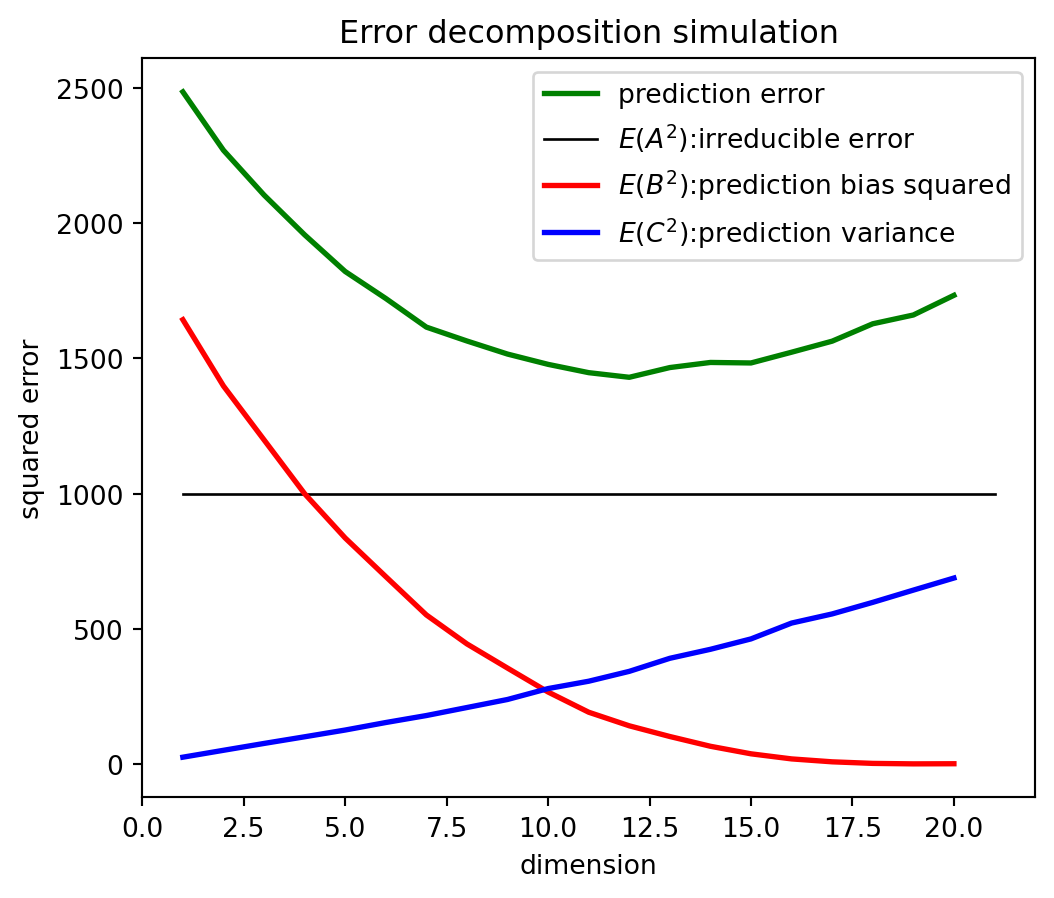 Error decomposition simulation
prediction error
E(A²):irreducible error
E(B²):prediction bias squared
E(C²):prediction variance
2500
2000
1500
1000
500
0
squared error
0.0 2.5 5.0 7.5 10.0 12.5 15.0 17.5 20.0
dimension